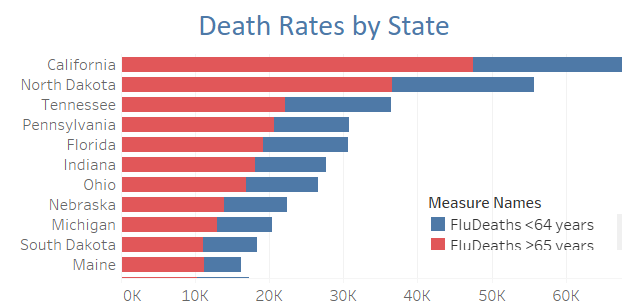 Death Rates by State
California
North Dakota
Tennessee
Pennsylvania
Florida
Indiana
Ohio
Nebraska
Michigan
South Dakota
Maine
Measure Names
FluDeaths <64 years
FluDeaths >65 years
0K 10K 20K 30K 40K 50K 60K